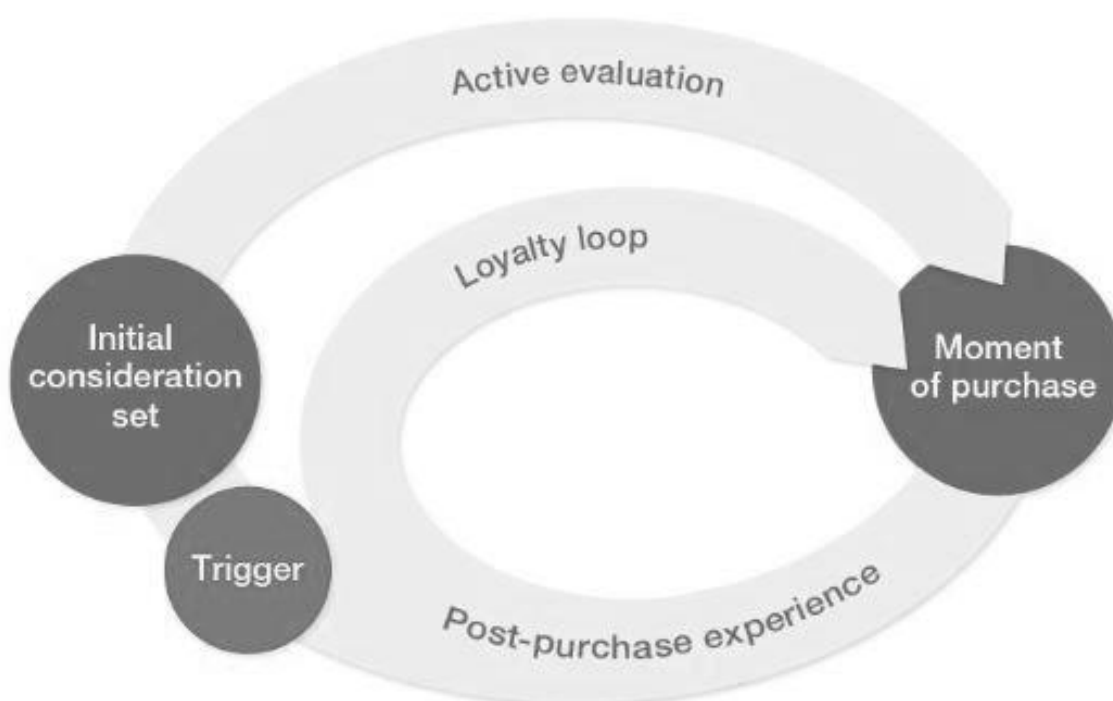 Active evaluation
Loyalty loop
Initial
consideration
set
Moment
of purchase
Trigger
Post-purchase experience